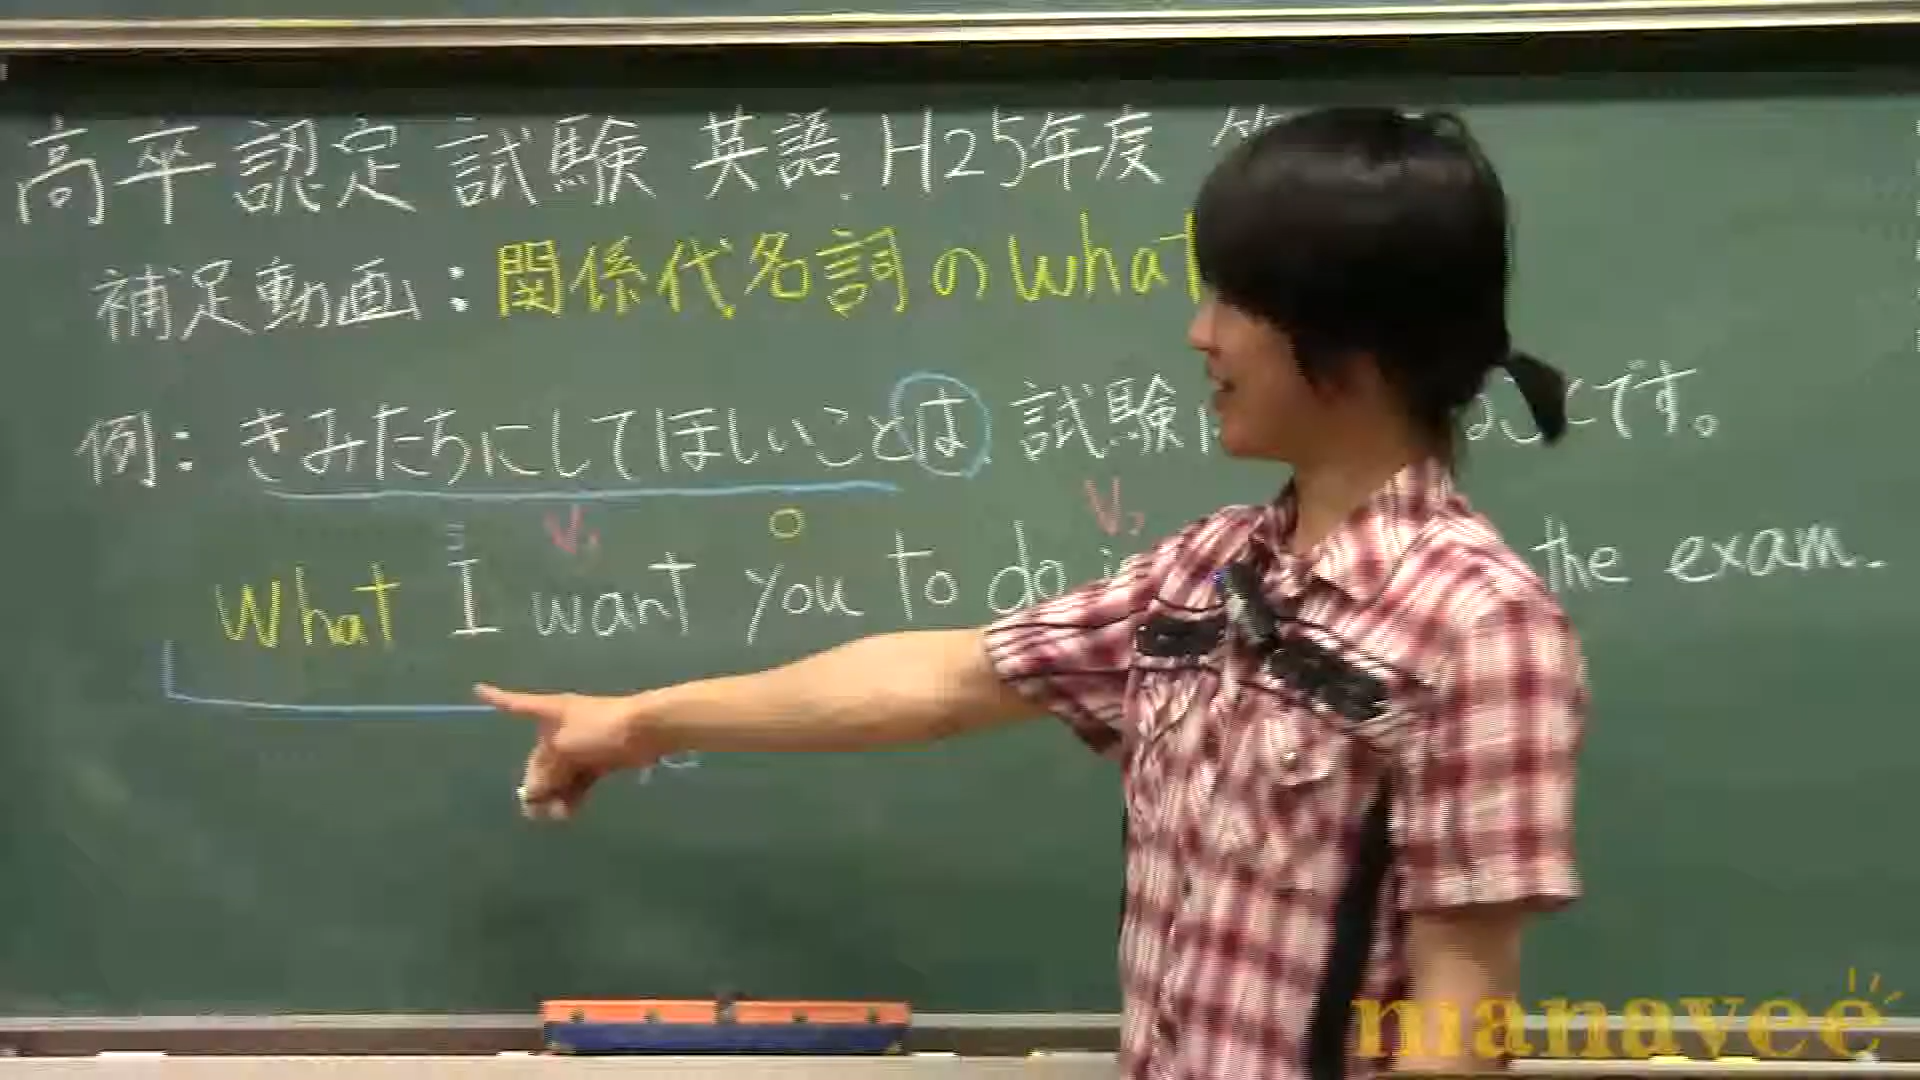 高卒認定試験 英語 H25年度
補足動画：関係代名詞のwhat
例：きみたちにしてほしいことは 試験 です。
S V₁ O V₂
What I want you to do the exam.
manavee